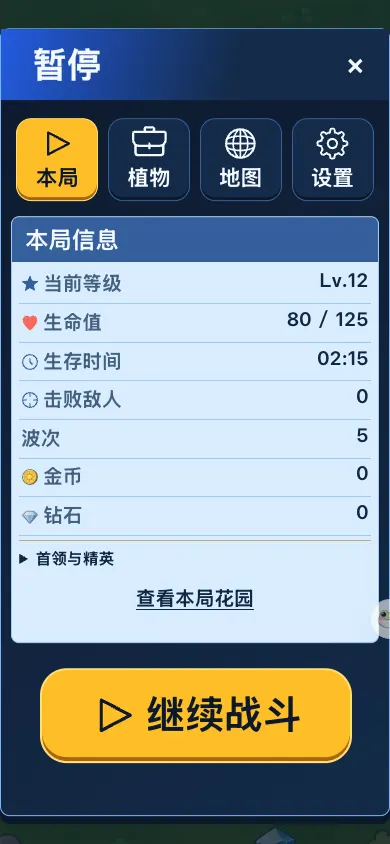 暂停
×
本局
植物
地图
设置
本局信息
当前等级 Lv.12
生命值 80 / 125
生存时间 02:15
击败敌人 0
波次 5
金币 0
钻石 0
首领与精英
查看本局花园
继续战斗